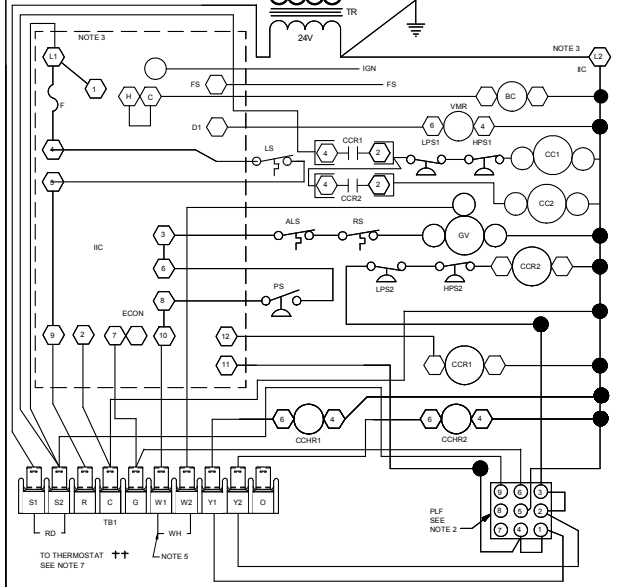 TR
24V
NOTE 3
NOTE 3
L1
L2
IIC
IGN
1
FS
FS
F
H C
BC
VMR
D1
6 4
CCR1
LPS1 HPS1
4
LS
4 2
CC1
5
4 2
CCR2
CC2
ALS RS
3
GV
IIC
6
CCR2
PS
LPS2 HPS2
8
ECON
9 2 7 10
12
11
CCR1
6 4
6 4
CCHR1
CCHR2
S1 S2 R C G W1 W2 Y1 Y2 O
TB1
RD
WH
TO THERMOSTAT ††
SEE NOTE 7
NOTE 5
PLF
SEE
NOTE 2
9 6 3
8 5 2
7 4 1